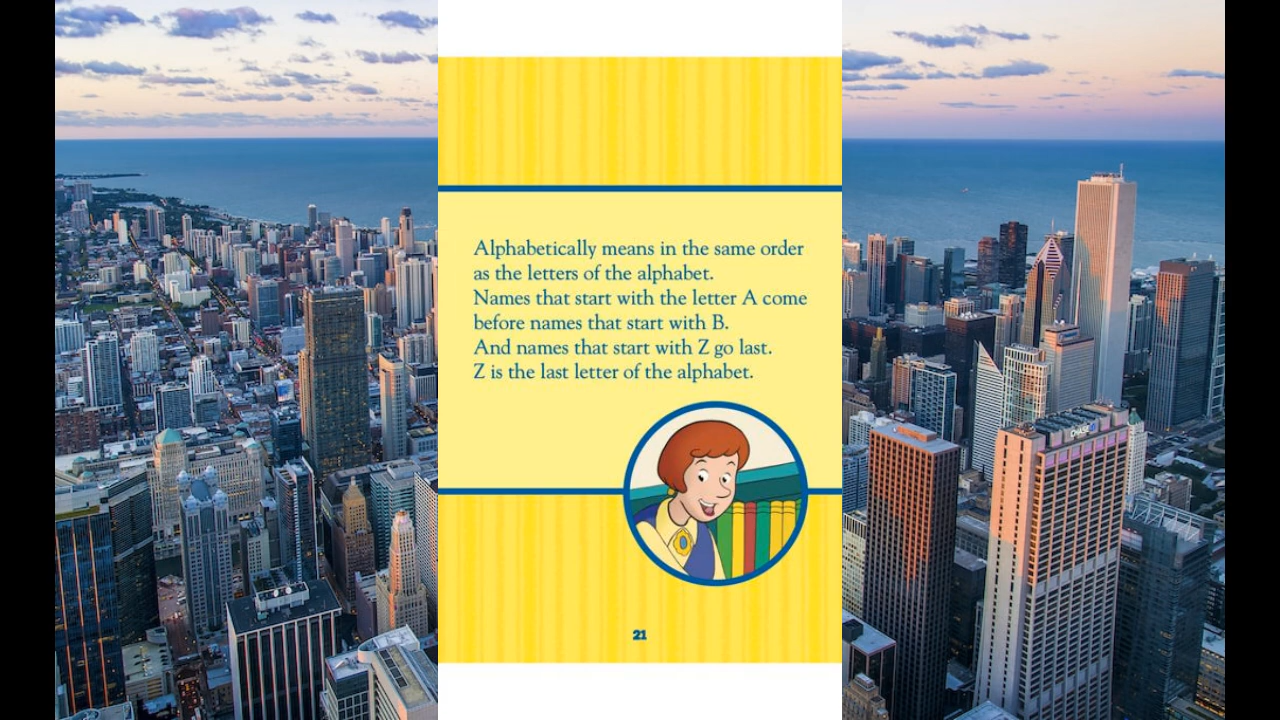 Alphabetically means in the same order
as the letters of the alphabet.
Names that start with the letter A come
before names that start with B.
And names that start with Z go last.
Z is the last letter of the alphabet.
21
CHASE